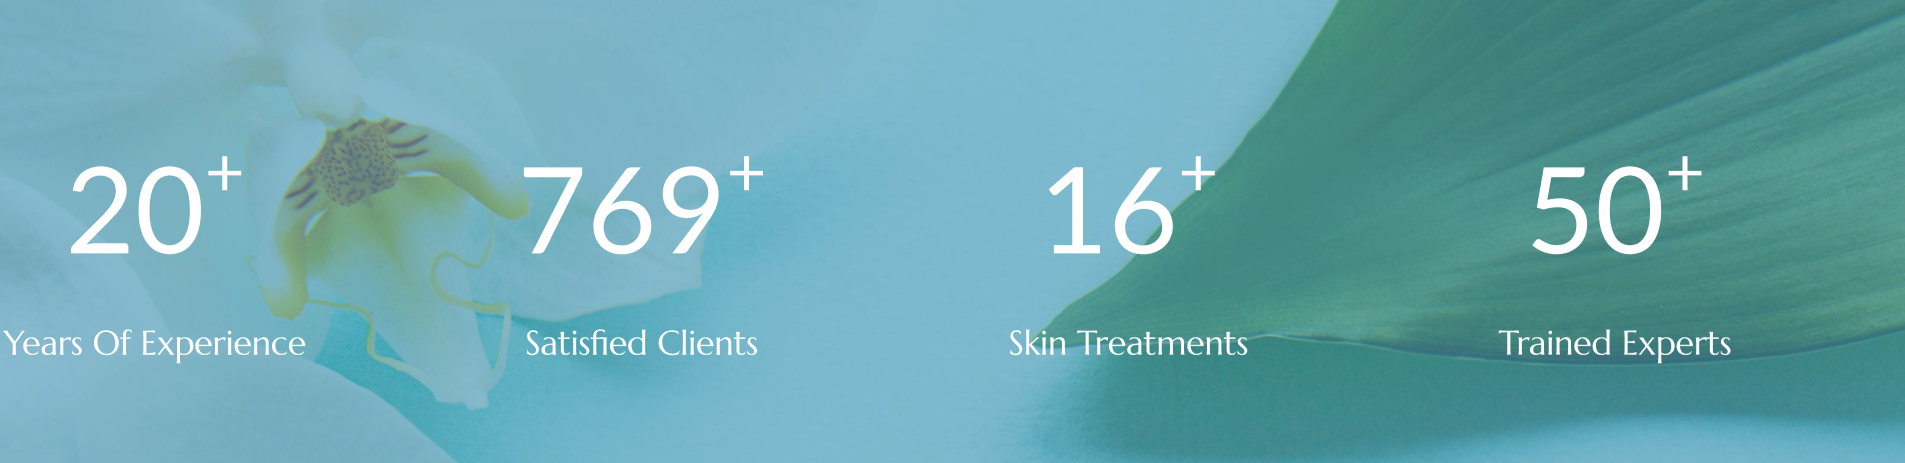 20+ 769+ 16+ 50+
Years Of Experience Satisfied Clients Skin Treatments Trained Experts